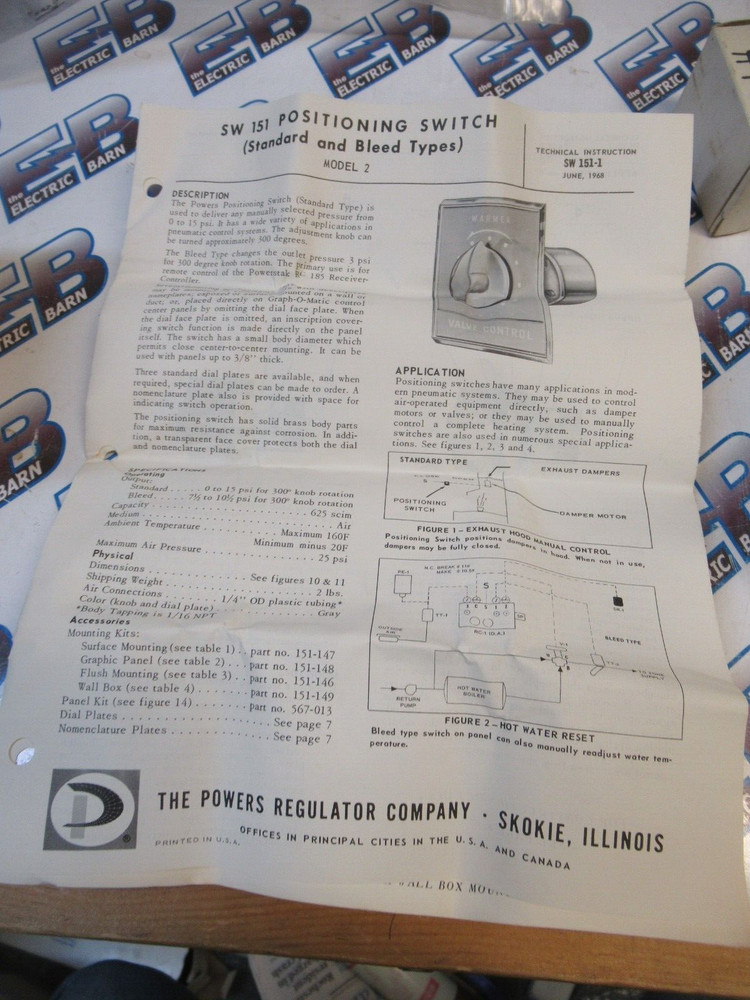 EB
the ELECTRIC BARN
SW 151 POSITIONING SWITCH
(Standard and Bleed Types)
MODEL 2
TECHNICAL INSTRUCTION
SW 151-1
JUNE, 1968
DESCRIPTION
The Powers Positioning Switch (Standard Type) is
used to deliver any manually selected pressure from
0 to 15 psi. It has a wide variety of applications in
pneumatic control systems. The adjustment knob can
be turned approximately 300 degrees.
The Bleed Type changes the outlet pressure 3 psi
for 300 degree knob rotation. The primary use is for
remote control of the Powerstak 185 Receiver-
Controller.
mounted on a wall or
duct; or, placed directly on Graph-O-Matic control
center panels by omitting the dial face plate. When
the dial face plate is omitted, an inscription cover-
ing switch function is made directly on the panel
itself. The switch has a small body diameter which
permits close center-to-center mounting. It can be
used with panels up to 3/8" thick.
Three standard dial plates are available, and when
required, special dial plates can be made to order. A
nomenclature plate also is provided with space for
indicating switch operation.
The positioning switch has solid brass body parts
for maximum resistance against corrosion. In addi-
tion, a transparent face cover protects both the dial
and nomenclature plates.
Operating
Output:
Standard . . . . . 0 to 15 psi for 300° knob rotation
Bleed . . . . 7½ to 10½ psi for 300° knob rotation
Capacity . . . . . 625 scim
Medium . . . . . Air
Ambient Temperature . . . . . Maximum 160F
Minimum minus 20F
Maximum Air Pressure . . . . . 25 psi
Physical
Dimensions . . . . . See figures 10 & 11
Shipping Weight . . . . . 2 lbs.
Air Connections . . . . . 1/4" OD plastic tubing*
Color (knob and dial plate) . . . . . Gray
*Body Tapping is 1/16 NPT
Accessories
Mounting Kits:
Surface Mounting (see table 1) . . part no. 151-147
Graphic Panel (see table 2) . . . part no. 151-148
Flush Mounting (see table 3) . . . part no. 151-146
Wall Box (see table 4) . . . . . part no. 151-149
Panel Kit (see figure 14) . . . . . part no. 567-013
Dial Plates . . . . . See page 7
Nomenclature Plates . . . . . See page 7
WARMER
VALVE CONTROL
APPLICATION
Positioning switches have many applications in mod-
ern pneumatic systems. They may be used to control
air-operated equipment directly, such as damper
motors or valves; or they may be used to manually
control a complete heating system. Positioning
switches are also used in numerous special applica-
tions. See figures 1, 2, 3 and 4.
STANDARD TYPE
EXHAUST DAMPERS
POSITIONING
SWITCH
DAMPER MOTOR
FIGURE 1 – EXHAUST HOOD MANUAL CONTROL
Positioning Switch positions dampers in hood. When not in use,
dampers may be fully closed.
S
BLEED TYPE
OUTSIDE
AIR
HOT WATER
BOILER
RETURN
PUMP
FIGURE 2 – HOT WATER RESET
Bleed type switch on panel can also manually readjust water tem-
perature.
THE POWERS REGULATOR COMPANY · SKOKIE, ILLINOIS
PRINTED IN U.S.A.
OFFICES IN PRINCIPAL CITIES IN THE U.S.A. AND CANADA
WALL BOX